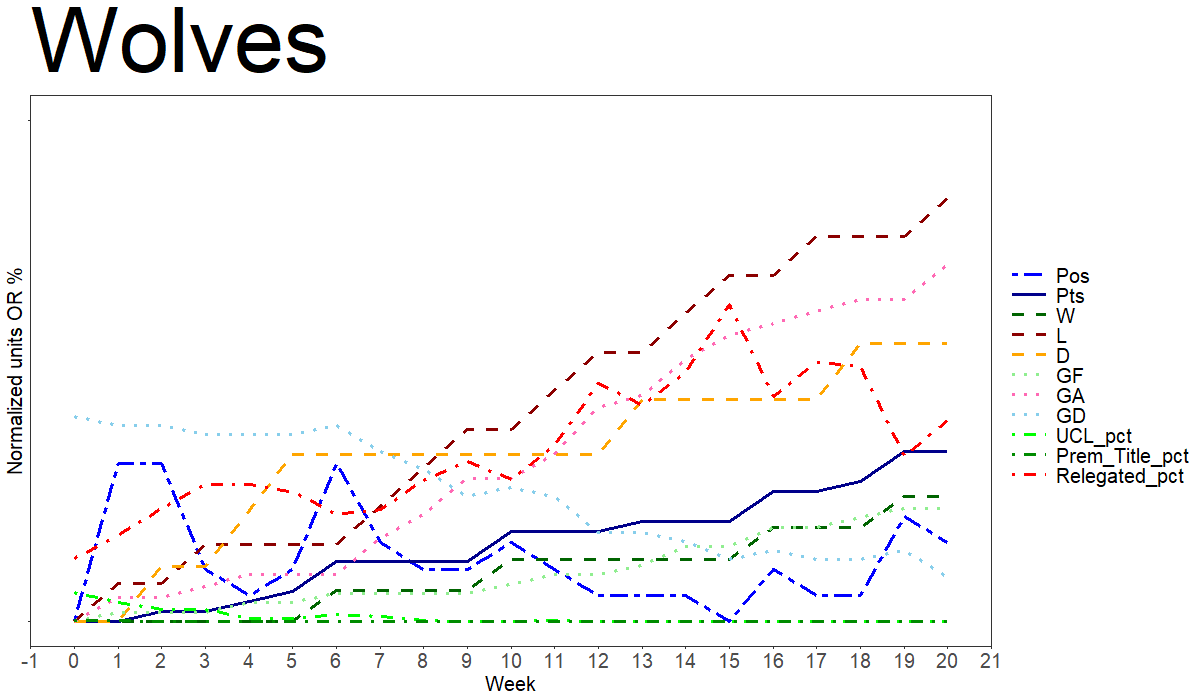 Wolves
Normalized units OR %
-1 0 1 2 3 4 5 6 7 8 9 10 11 12 13 14 15 16 17 18 19 20 21
Week
Pos
Pts
W
L
D
GF
GA
GD
UCL_pct
Prem_Title_pct
Relegated_pct